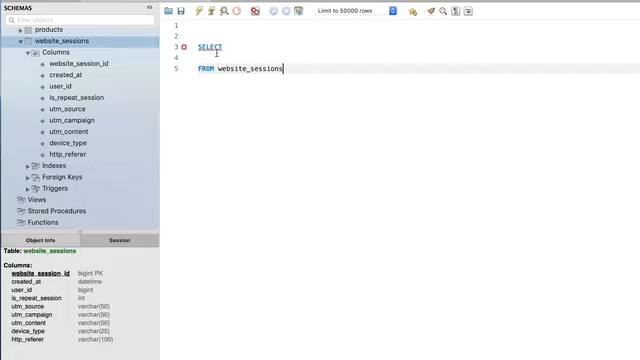 SCHEMAS
Filter objects
products
website_sessions
Columns
website_session_id
created_at
user_id
is_repeat_session
utm_source
utm_campaign
utm_content
device_type
http_referer
Indexes
Foreign Keys
Triggers
Views
Stored Procedures
Functions
Object Info Session
Table: website_sessions
Columns:
website_session_id bigint PK
created_at datetime
user_id bigint
is_repeat_session int
utm_source varchar(50)
utm_campaign varchar(50)
utm_content varchar(50)
device_type varchar(25)
http_referer varchar(100)
Limit to 50000 rows
1
2
3 SELECT
4
5 FROM website_sessions